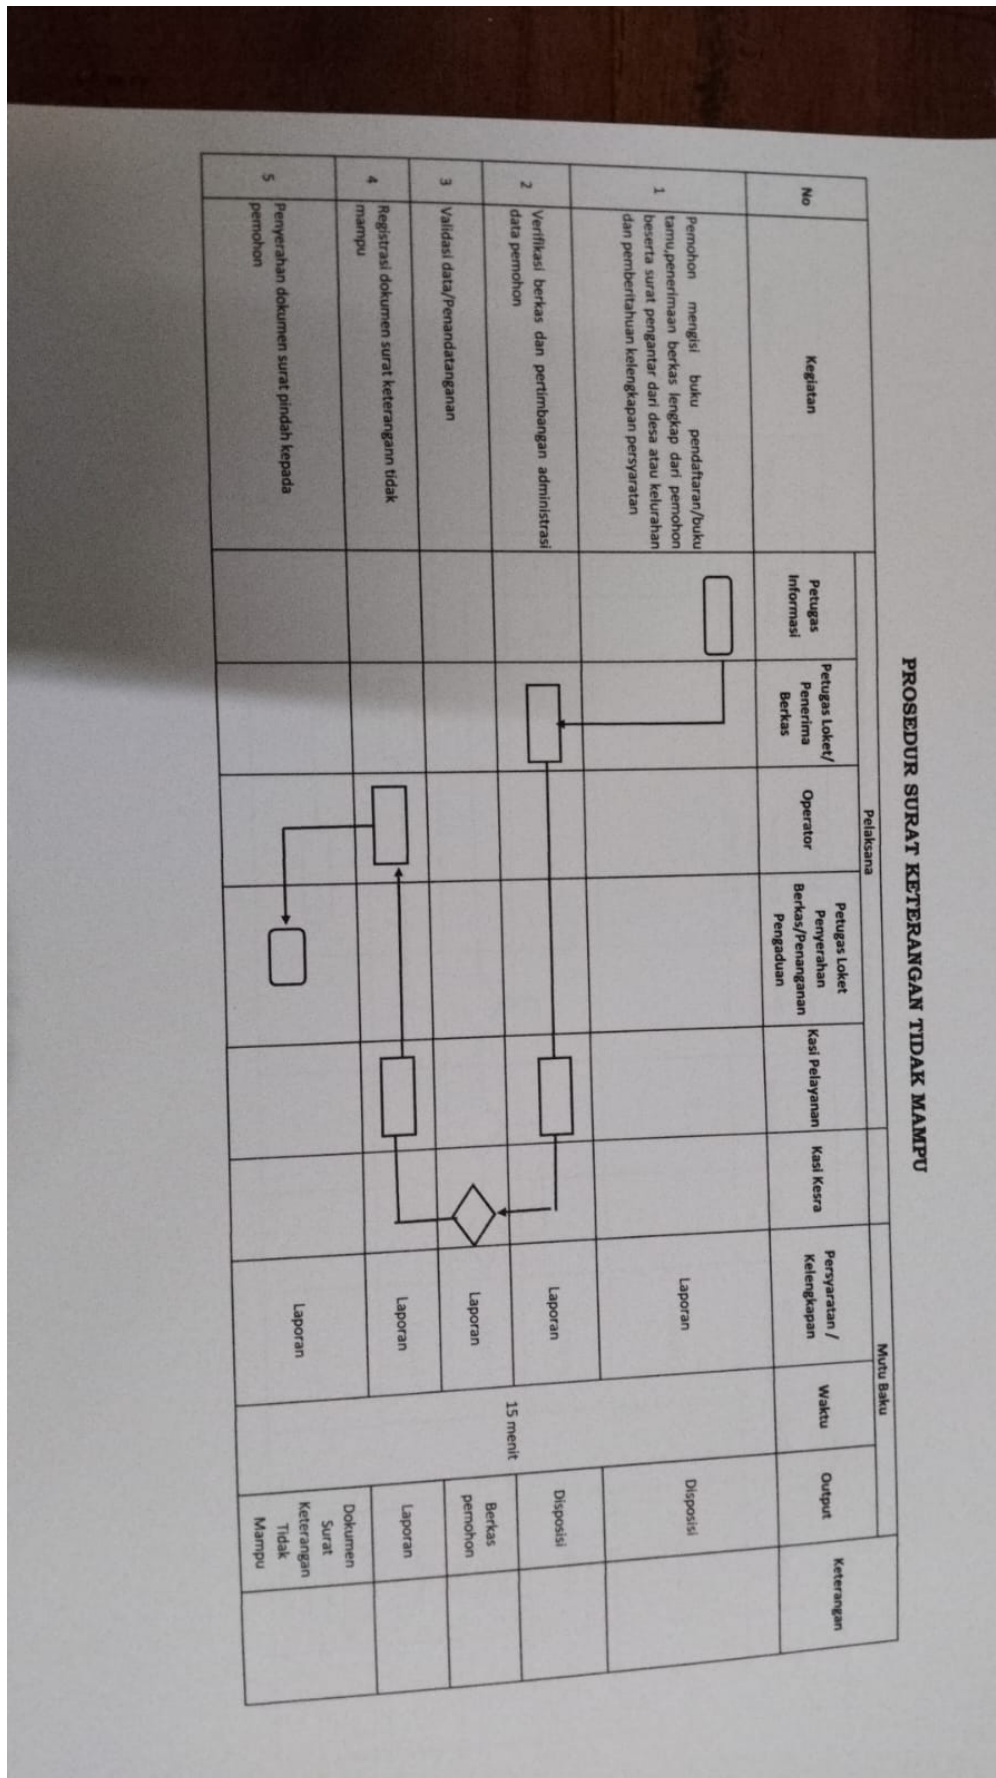 PROSEDUR SURAT KETERANGAN TIDAK MAMPU
No
Kegiatan
Pelaksana
Mutu Baku
Keterangan
Petugas
Informasi
Petugas Loket/
Penerima
Berkas
Operator
Petugas Loket
Penyerahan
Berkas/Penanganan
Pengaduan
Kasi Pelayanan
Kasi Kesra
Persyaratan /
Kelengkapan
Waktu
Output
1
Pemohon mengisi buku pendaftaran/buku
tamu,penerimaan berkas lengkap dari pemohon
beserta surat pengantar dari desa atau kelurahan
dan pemberitahuan kelengkapan persyaratan
Laporan
15 menit
Disposisi
2
Verifikasi berkas dan pertimbangan administrasi
data pemohon
Laporan
Disposisi
3
Validasi data/Penandatanganan
Laporan
Berkas
pemohon
4
Registrasi dokumen surat keterangann tidak
mampu
Laporan
Laporan
5
Penyerahan dokumen surat pindah kepada
pemohon
Laporan
Dokumen
Surat
Keterangan
Tidak
Mampu